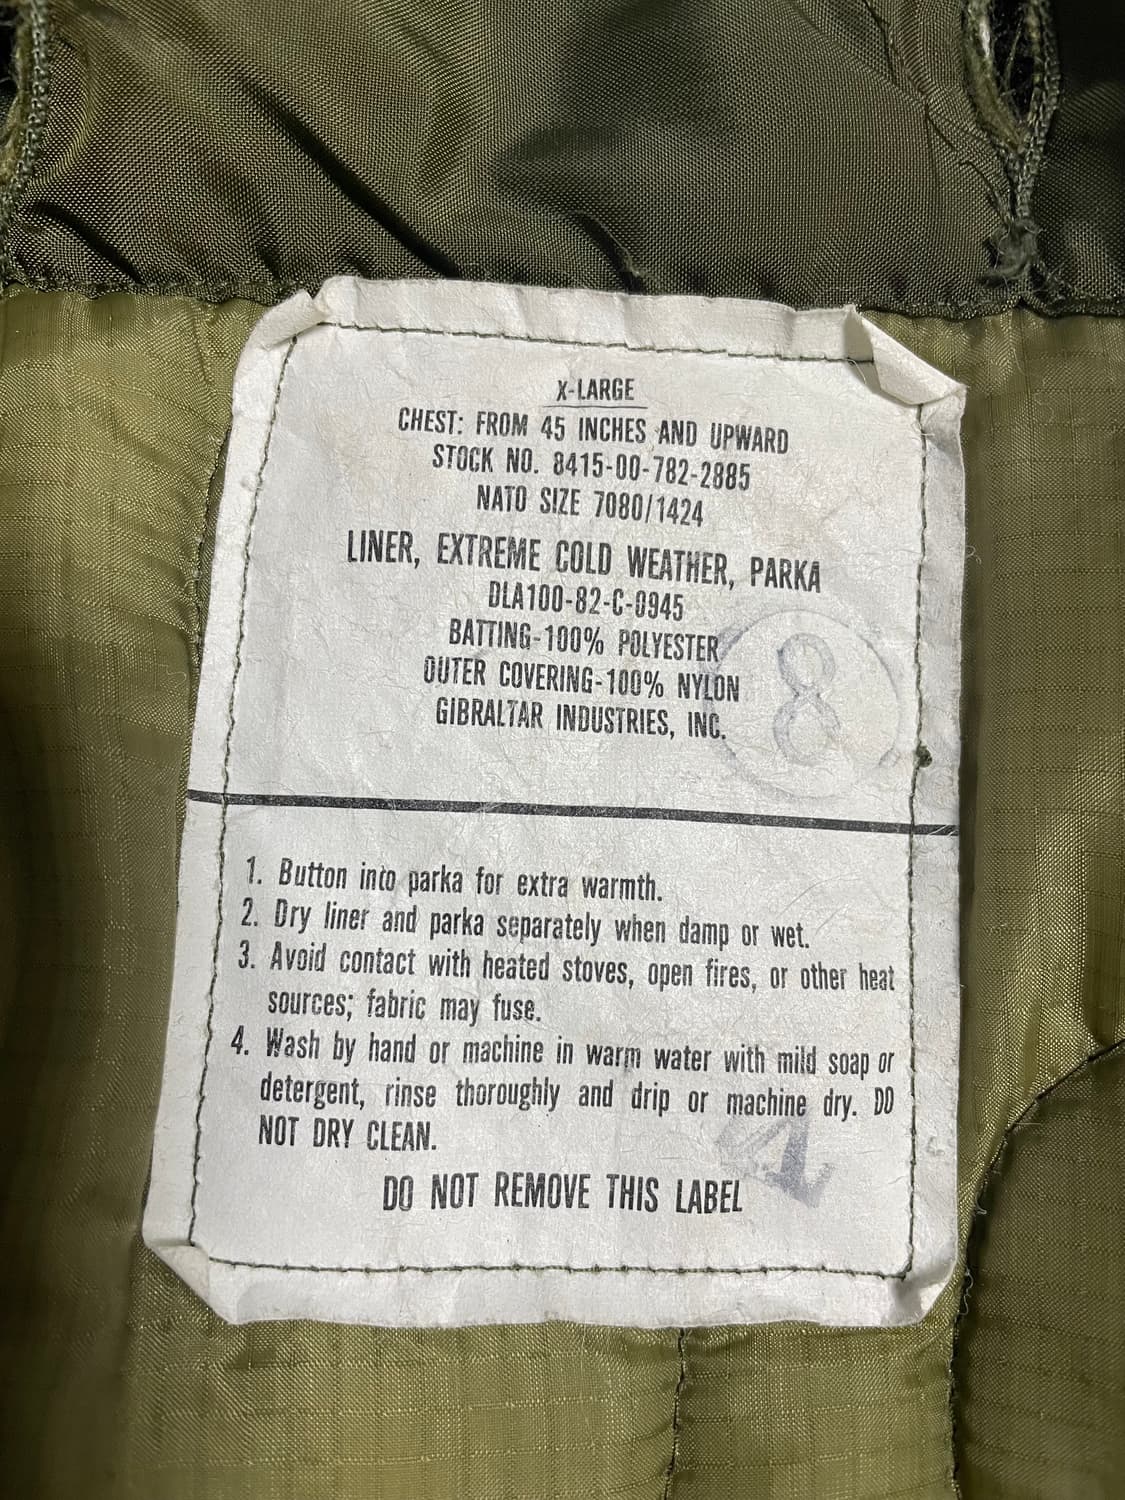 X-LARGE
CHEST: FROM 45 INCHES AND UPWARD
STOCK NO. 8415-00-782-2885
NATO SIZE 7080/1424
LINER, EXTREME COLD WEATHER, PARKA
DLA100-82-C-0945
BATTING-100% POLYESTER
OUTER COVERING-100% NYLON
GIBRALTAR INDUSTRIES, INC.
8
1. Button into parka for extra warmth.
2. Dry liner and parka separately when damp or wet.
3. Avoid contact with heated stoves, open fires, or other heat
sources; fabric may fuse.
4. Wash by hand or machine in warm water with mild soap or
detergent, rinse thoroughly and drip or machine dry. DO
NOT DRY CLEAN.
DO NOT REMOVE THIS LABEL